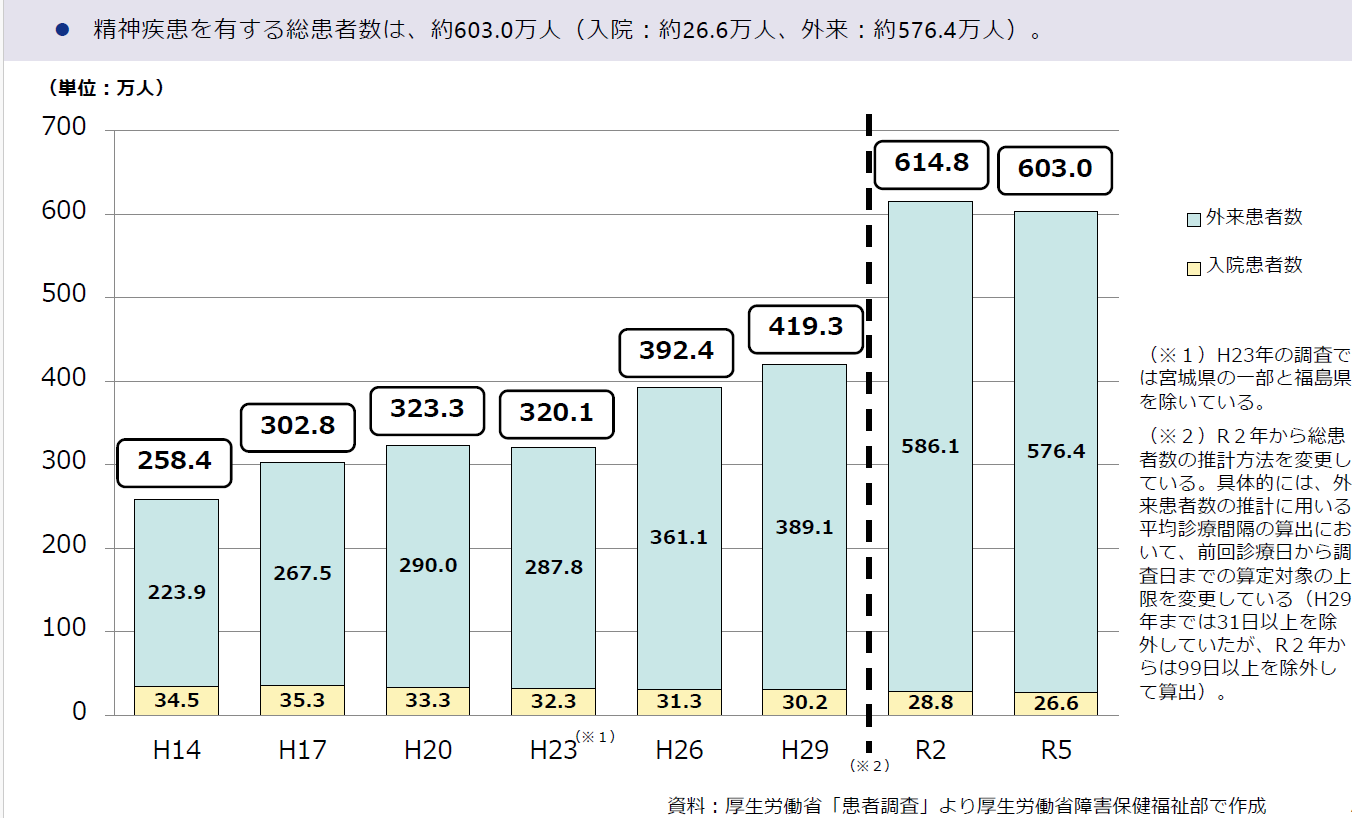 ● 精神疾患を有する総患者数は、約603.0万人（入院：約26.6万人、外来：約576.4万人）。
（単位：万人）
700
600
500
400
300
200
100
0
258.4
302.8
323.3
320.1
392.4
419.3
614.8
603.0
223.9
267.5
290.0
287.8
361.1
389.1
586.1
576.4
34.5
35.3
33.3
32.3
31.3
30.2
28.8
26.6
H14
H17
H20
H23（※１）
H26
H29
（※２）
R2
R5
外来患者数
入院患者数
（※１）H23年の調査で
は宮城県の一部と福島県
を除いている。
（※２）R２年から総患
者数の推計方法を変更し
ている。具体的には、外
来患者数の推計に用いる
平均診療間隔の算出にお
いて、前回診療日から調
査日までの算定対象の上
限を変更している（H29
年までは31日以上を除
外していたが、R２年か
らは99日以上を除外し
て算出）。
資料：厚生労働省「患者調査」より厚生労働省障害保健福祉部で作成